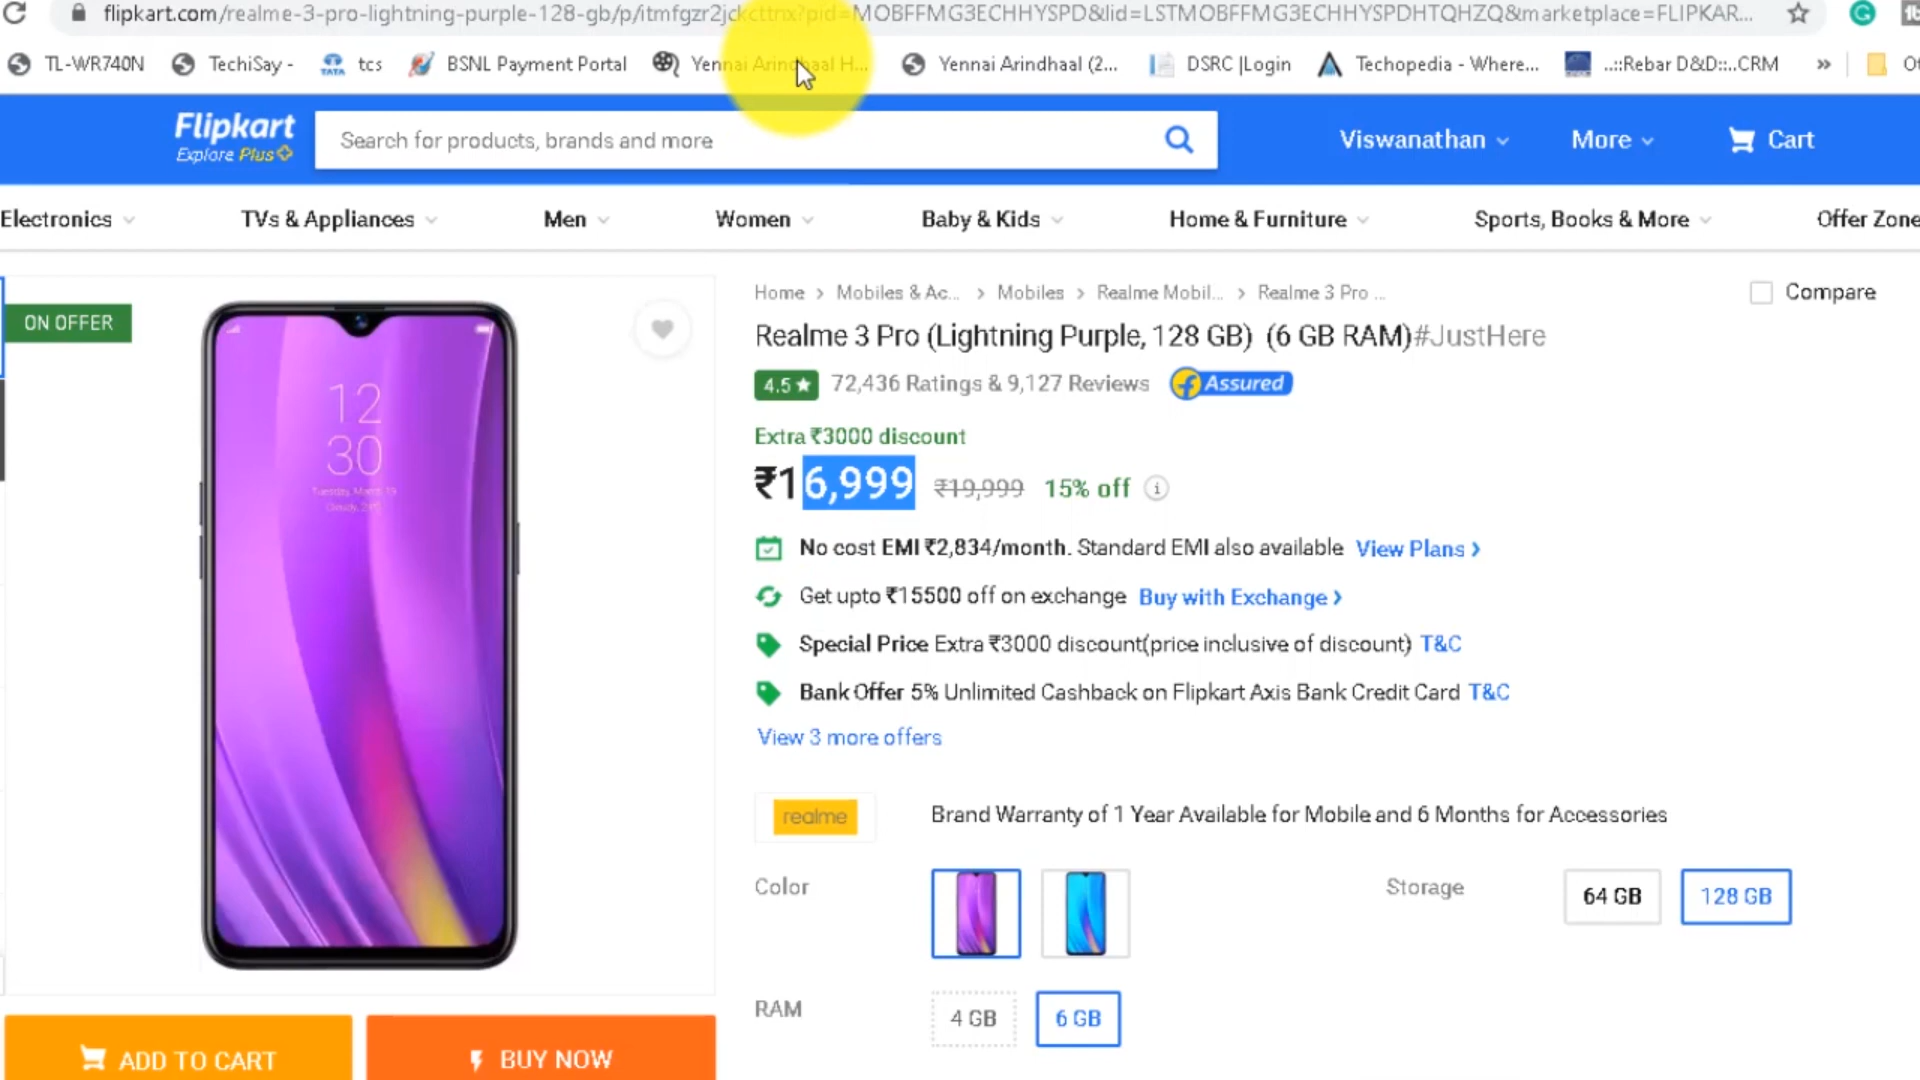 flipkart.com/realme-3-pro-lightning-purple-128-gb/p/itmfgzr2jckcttnx?pid=MOBFFMG3ECHHYSPD&lid=LSTMOBFFMG3ECHHYSPDHTQHZQ&marketplace=FLIPKAR...
TL-WR740N TechiSay - TATA tcs BSNL Payment Portal Yennai Arindhaal H... Yennai Arindhaal (2... DSRC |Login Techopedia - Where... ..::Rebar D&D::..CRM » Ot
Flipkart
Explore Plus
Search for products, brands and more
Viswanathan More Cart
Electronics TVs & Appliances Men Women Baby & Kids Home & Furniture Sports, Books & More Offer Zone
Home > Mobiles & Ac... > Mobiles > Realme Mobil... > Realme 3 Pro ... Compare
ON OFFER
Realme 3 Pro (Lightning Purple, 128 GB) (6 GB RAM)#JustHere
4.5★ 72,436 Ratings & 9,127 Reviews f Assured
Extra ₹3000 discount
₹16,999 ₹19,999 15% off i
12
30
Tuesday, March 19
No cost EMI ₹2,834/month. Standard EMI also available View Plans >
Get upto ₹15500 off on exchange Buy with Exchange >
Special Price Extra ₹3000 discount(price inclusive of discount) T&C
Bank Offer 5% Unlimited Cashback on Flipkart Axis Bank Credit Card T&C
View 3 more offers
realme Brand Warranty of 1 Year Available for Mobile and 6 Months for Accessories
Color Storage 64 GB 128 GB
RAM 4 GB 6 GB
ADD TO CART BUY NOW